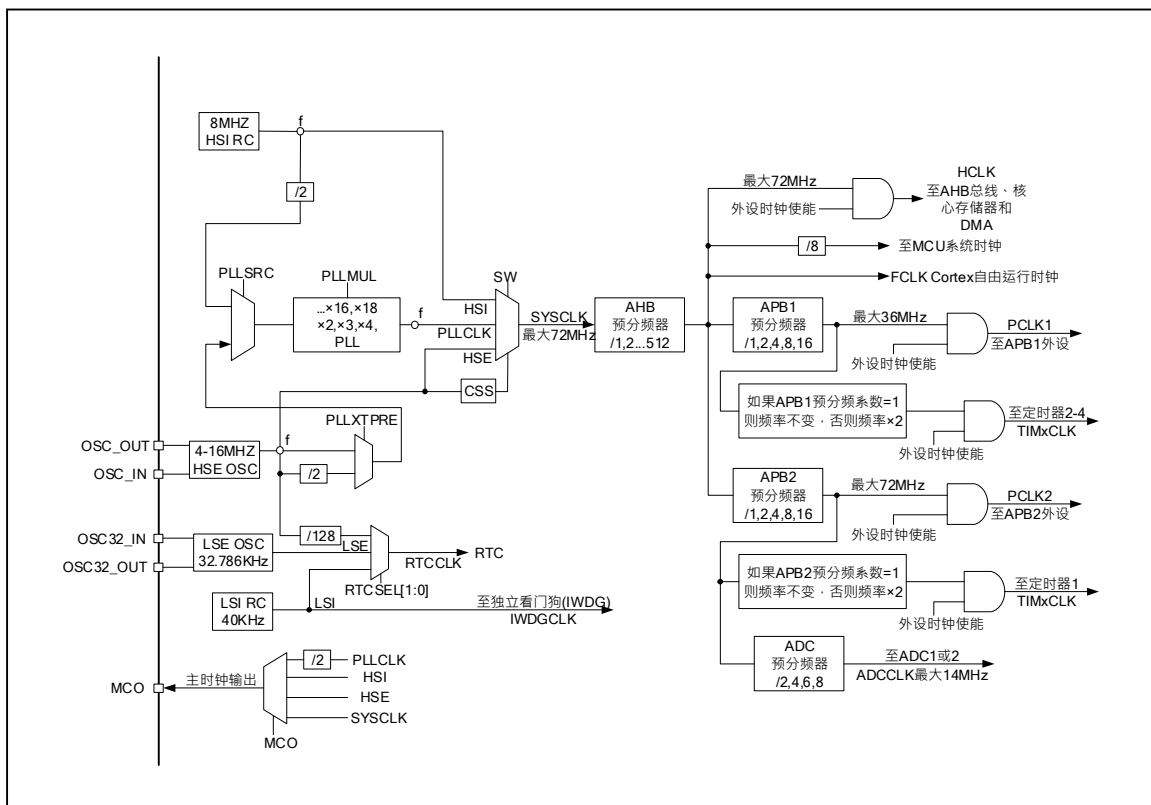 8MHZ
HSI RC
f
/2
PLLSRC
PLLMUL
...×16,×18
×2,×3,×4,
PLL
f
SW
HSI
PLLCLK
HSE
CSS
SYSCLK
最大72MHz
AHB
预分频器
/1,2...512
最大72MHz
外设时钟使能
HCLK
至AHB总线、核
心存储器和
DMA
/8
至MCU系统时钟
FCLK Cortex自由运行时钟
APB1
预分频器
/1,2,4,8,16
最大36MHz
外设时钟使能
PCLK1
至APB1外设
如果APB1预分频系数=1
则频率不变，否则频率×2
外设时钟使能
至定时器2-4
TIMxCLK
APB2
预分频器
/1,2,4,8,16
最大72MHz
外设时钟使能
PCLK2
至APB2外设
如果APB2预分频系数=1
则频率不变，否则频率×2
外设时钟使能
至定时器1
TIMxCLK
ADC
预分频器
/2,4,6,8
至ADC1或2
ADCCLK最大14MHz
PLLXTPRE
OSC_OUT
OSC_IN
4-16MHZ
HSE OSC
f
/2
OSC32_IN
OSC32_OUT
LSE OSC
32.786KHz
/128
LSE
RTCCLK
RTC
RTCSEL[1:0]
LSI RC
40KHz
LSI
至独立看门狗(IWDG)
IWDGCLK
MCO
主时钟输出
/2
PLLCLK
HSI
HSE
SYSCLK
MCO